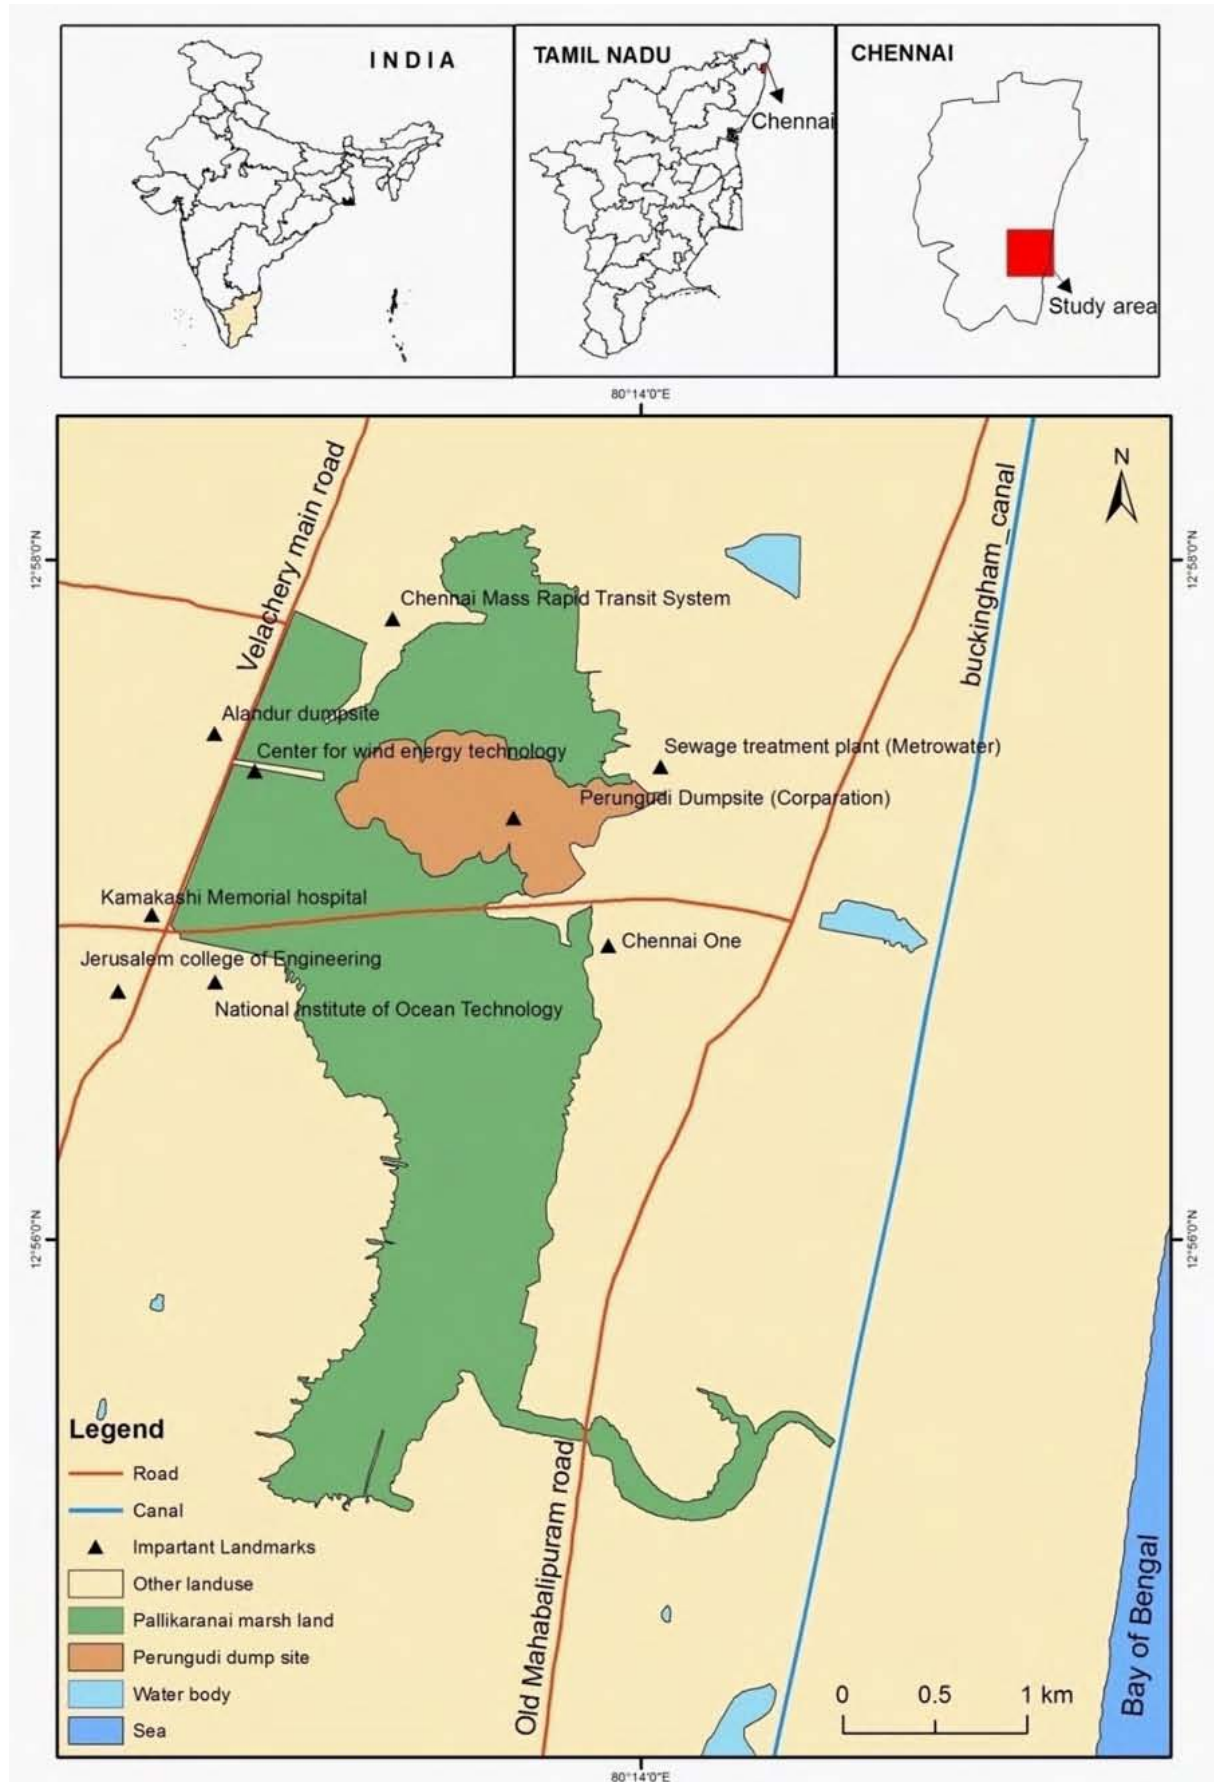 INDIA
TAMIL NADU
Chennai
CHENNAI
Study area
80°14'0"E
N
12°58'0"N
12°58'0"N
Velachery main road
buckingham_canal
Chennai Mass Rapid Transit System
Alandur dumpsite
Center for wind energy technology
Sewage treatment plant (Metrowater)
Perungudi Dumpsite (Corparation)
Kamakashi Memorial hospital
Chennai One
Jerusalem college of Engineering
National Institute of Ocean Technology
12°56'0"N
12°56'0"N
Legend
Road
Canal
Impartant Landmarks
Other landuse
Pallikaranai marsh land
Perungudi dump site
Water body
Sea
Old Mahabalipuram road
Bay of Bengal
0 0.5 1 km
80°14'0"E